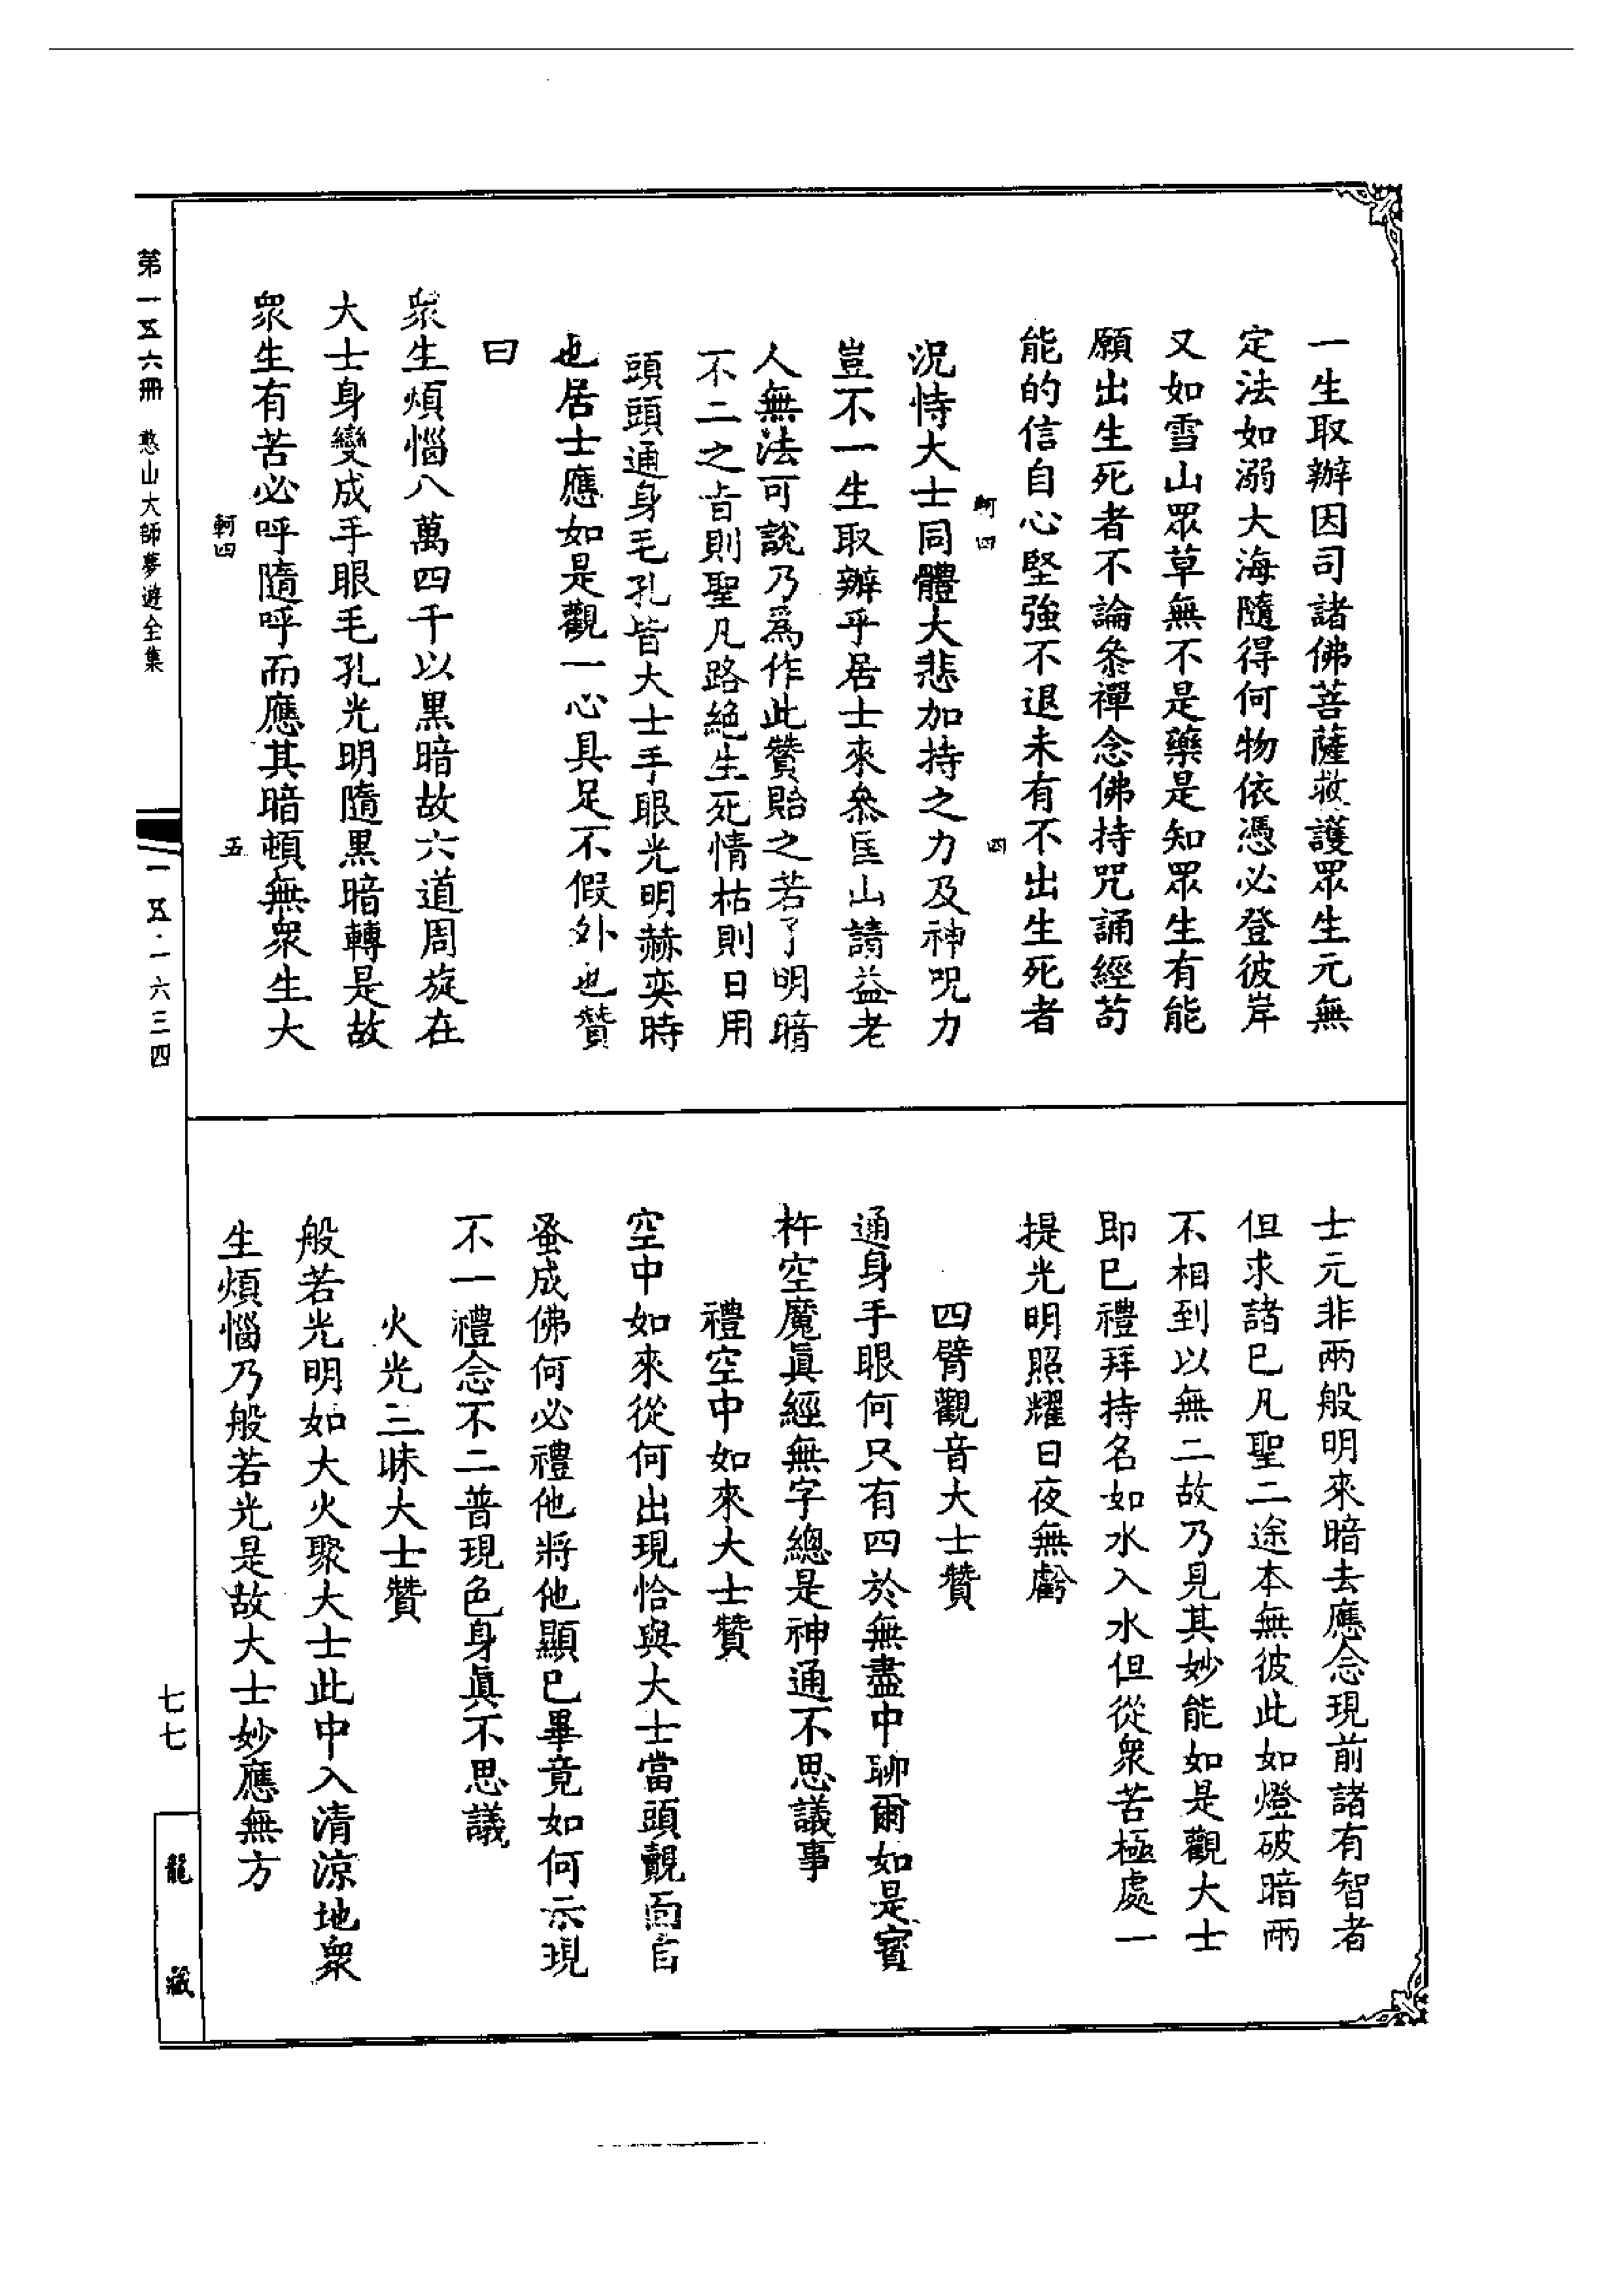 一生取辦因司諸佛菩薩救護眾生元無
定法如溺大海隨得何物依憑必登彼岸
又如雪山眾草無不是藥是知眾生有能
願出生死者不論叅禪念佛持咒誦經苟
能的信自心堅強不退未有不出生死者
軻四 四
況恃大士同體大悲加持之力及神咒力
豈不一生取辦乎居士來叅匡山請益老
人無法可說乃爲作此贊貽之若了明暗
不二之旨則聖凡路絕生死情枯則日用
頭頭通身毛孔皆大士手眼光明赫奕時
也居士應如是觀一心具足不假外也贊
曰
衆生煩惱八萬四千以黑暗故六道周旋在
大士身變成手眼毛孔光明隨黑暗轉是故
衆生有苦必呼隨呼而應其暗頓無衆生大
軻四 五
士元非兩般明來暗去應念現前諸有智者
但求諸己凡聖二途本無彼此如燈破暗兩
不相到以無二故乃見其妙能如是觀大士
即已禮拜持名如水入水但從衆苦極處一
提光明照耀日夜無虧
四臂觀音大士贊
通身手眼何只有四於無盡中聊爾如是寶
杵空魔眞經無字總是神通不思議事
禮空中如來大士贊
空中如來從何出現恰與大士當頭覿面自
蚤成佛何必禮他將他顯已畢竟如何示現
不一禮念不二普現色身眞不思議
火光三昧大士贊
般若光明如大火聚大士此中入清涼地衆
生煩惱乃般若光是故大士妙應無方
第一五六冊 憨山大師夢遊全集
一五·一六三四
七七
龍藏